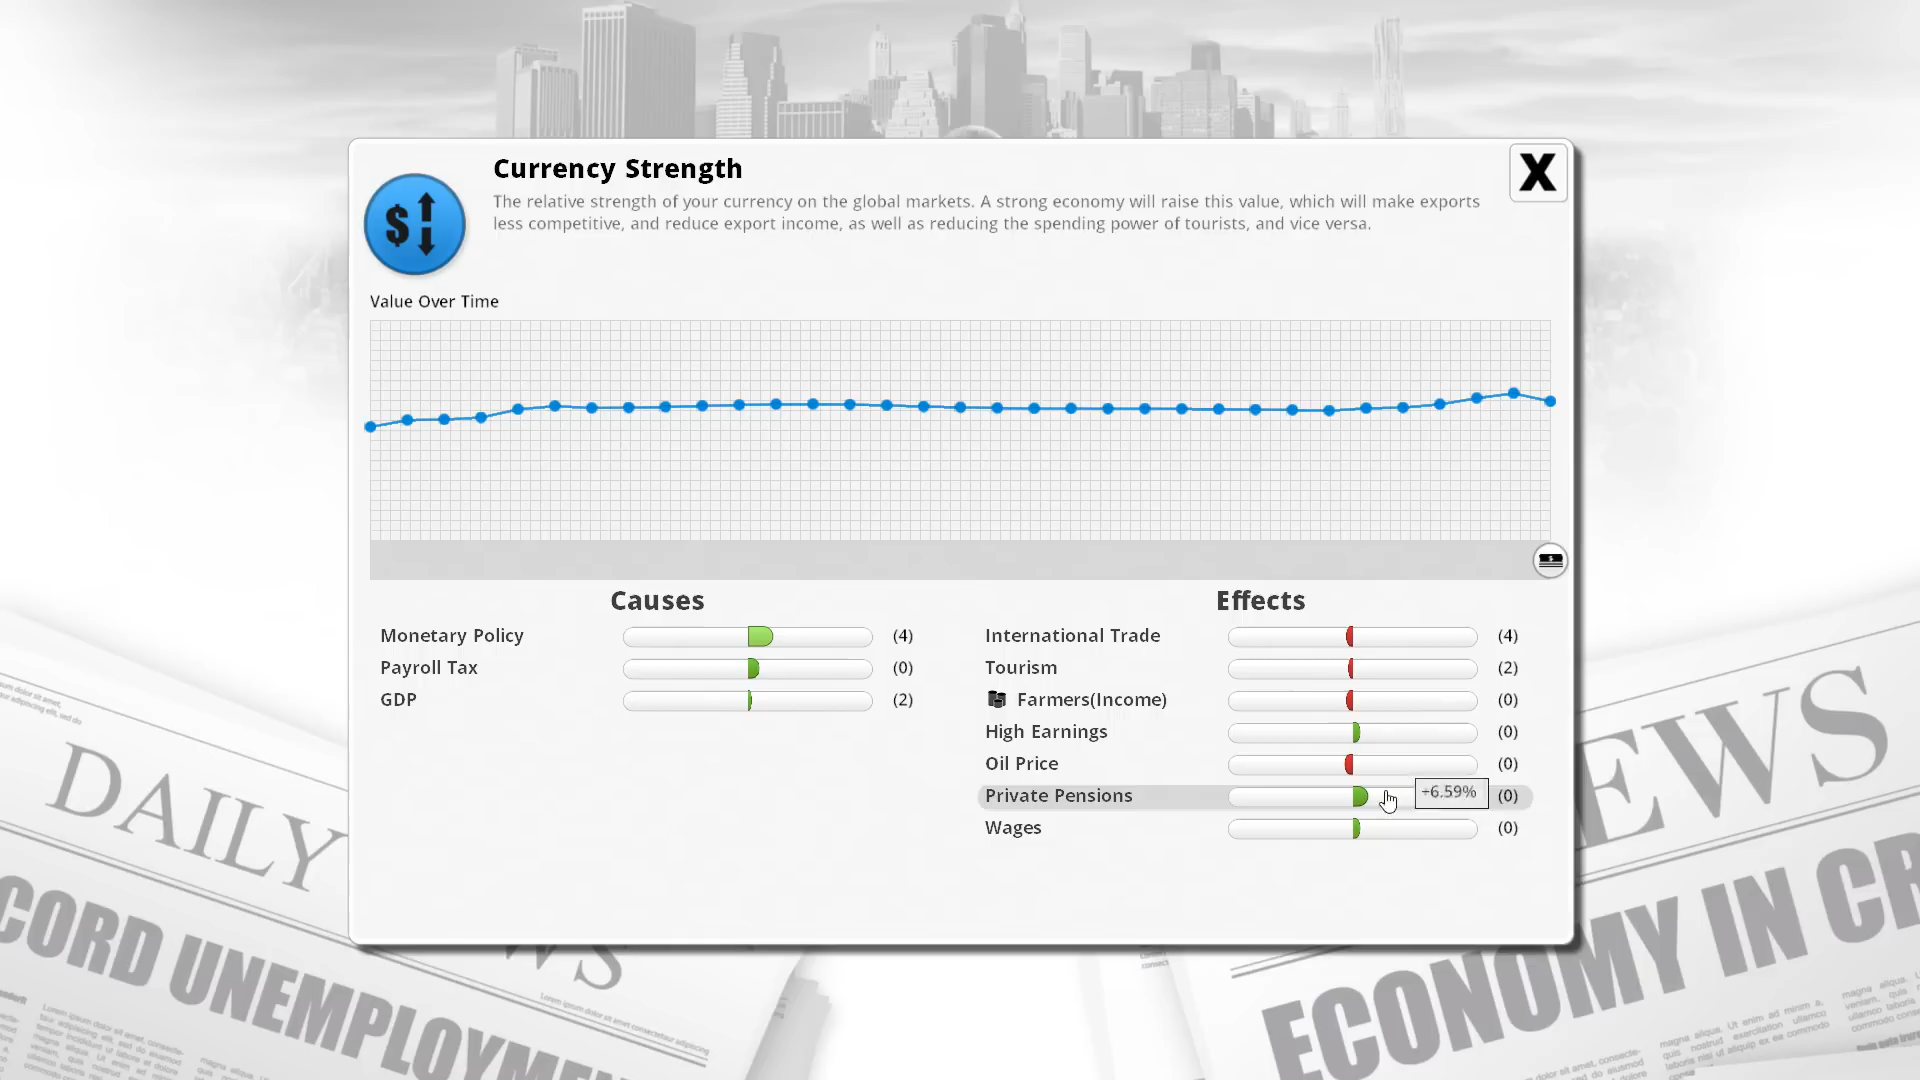 Currency Strength
X
The relative strength of your currency on the global markets. A strong economy will raise this value, which will make exports
less competitive, and reduce export income, as well as reducing the spending power of tourists, and vice versa.
$
Value Over Time
Causes
Monetary Policy (4)
Payroll Tax (0)
GDP (2)
Effects
International Trade (4)
Tourism (2)
Farmers(Income) (0)
High Earnings (0)
Oil Price (0)
Private Pensions +6.59% (0)
Wages (0)
DAILY
WS
CORD UNEMPLOYME
EWS
ECONOMY IN CR